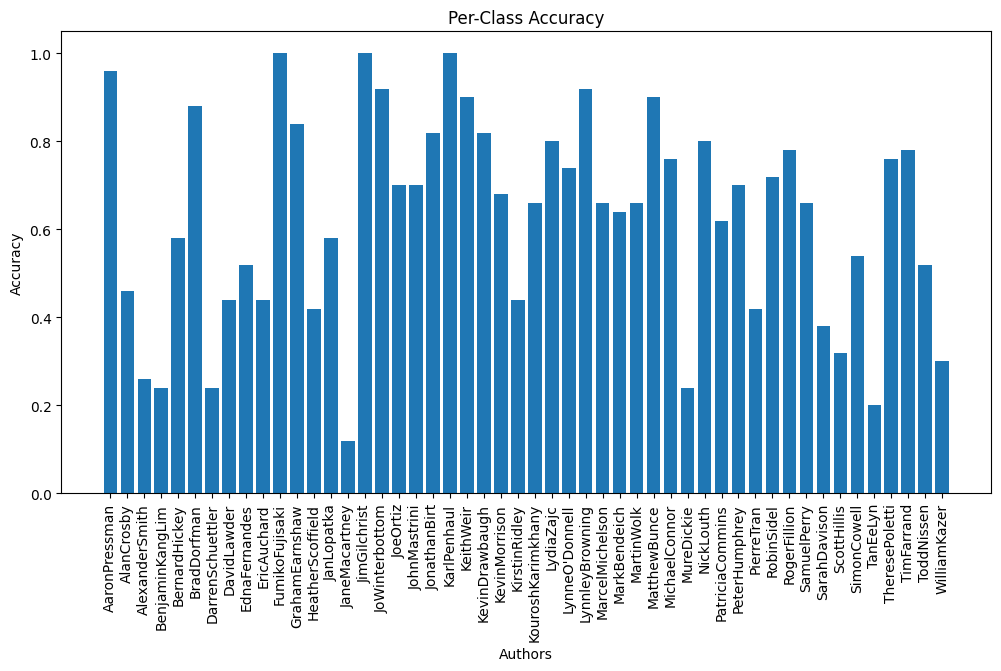 Per-Class Accuracy
Accuracy
1.0
0.8
0.6
0.4
0.2
0.0
AaronPressman
AlanCrosby
AlexanderSmith
BenjaminKangLim
BernardHickey
BradDorfman
DarrenSchuettler
DavidLawder
EdnaFernandes
EricAuchard
FumikoFujisaki
GrahamEarnshaw
HeatherScoffield
JanLopatka
JaneMacartney
JimGilchrist
JoWinterbottom
JoeOrtiz
JohnMastrini
JonathanBirt
KarlPenhaul
KeithWeir
KevinDrawbaugh
KevinMorrison
KirstinRidley
KouroshKarimkhany
LydiaZajc
LynneO'Donnell
LynnleyBrowning
MarcelMichelson
MarkBendeich
MartinWolk
MatthewBunce
MichaelConnor
MureDickie
NickLouth
PatriciaCommins
PeterHumphrey
PierreTran
RobinSidel
RogerFillion
SamuelPerry
SarahDavison
ScottHillis
SimonCowell
TanEeLyn
TheresePoletti
TimFarrand
ToddNissen
WilliamKazer
Authors